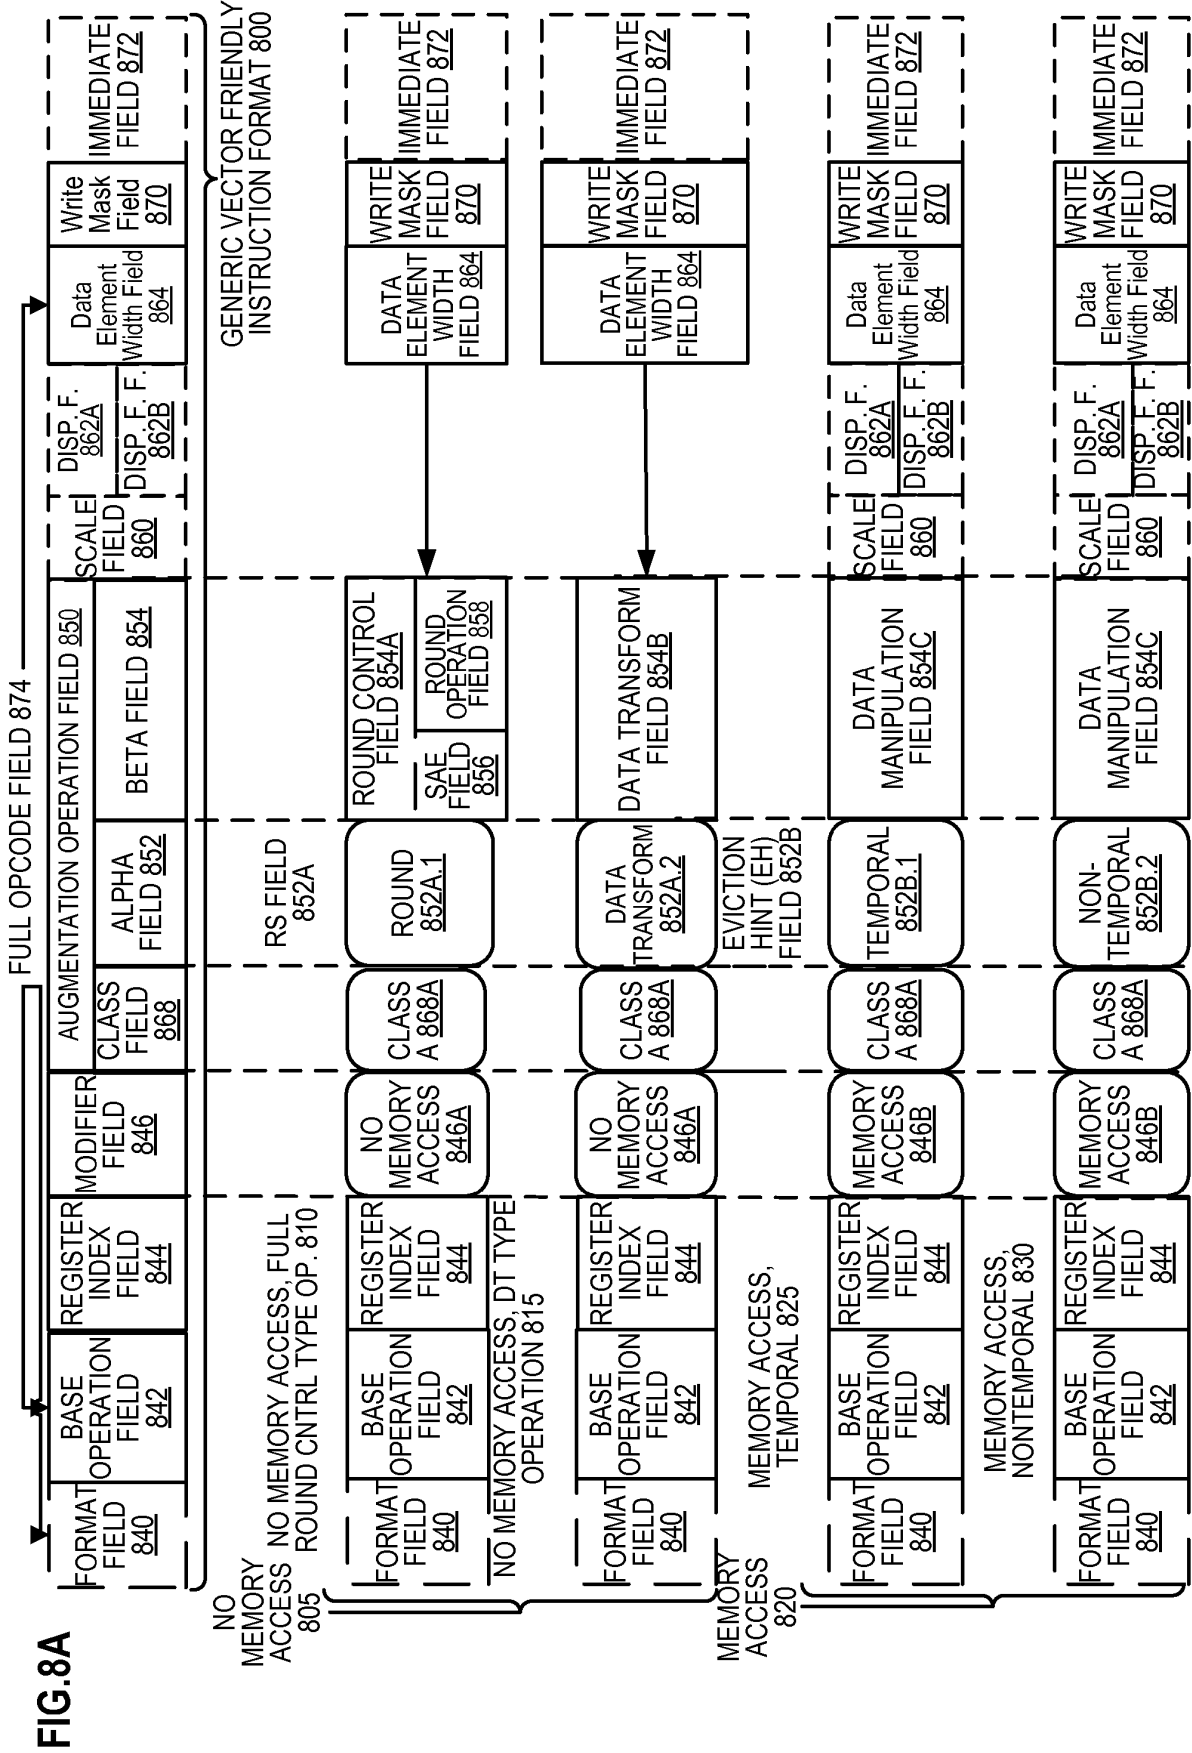 FIG.8A
FULL OPCODE FIELD 874
FORMAT
FIELD
840
BASE
OPERATION
FIELD
842
REGISTER
INDEX
FIELD
844
MODIFIER
FIELD
846
AUGMENTATION OPERATION FIELD 850
CLASS
FIELD
868
ALPHA
FIELD 852
BETA FIELD 854
SCALE
FIELD
860
DISP. F.
862A
DISP. F. F.
862B
Data
Element
Width Field
864
Write
Mask
Field
870
IMMEDIATE
FIELD 872
GENERIC VECTOR FRIENDLY
INSTRUCTION FORMAT 800
NO
MEMORY
ACCESS
805
NO MEMORY ACCESS, FULL
ROUND CNTRL TYPE OP. 810
RS FIELD
852A
FORMAT
FIELD
840
BASE
OPERATION
FIELD
842
REGISTER
INDEX
FIELD
844
NO
MEMORY
ACCESS
846A
CLASS
A 868A
ROUND
852A.1
ROUND CONTROL
FIELD 854A
SAE
FIELD
856
ROUND
OPERATION
FIELD 858
DATA
ELEMENT
WIDTH
FIELD 864
WRITE
MASK
FIELD
870
IMMEDIATE
FIELD 872
NO MEMORY ACCESS, DT TYPE
OPERATION 815
FORMAT
FIELD
840
BASE
OPERATION
FIELD
842
REGISTER
INDEX
FIELD
844
NO
MEMORY
ACCESS
846A
CLASS
A 868A
DATA
TRANSFORM
852A.2
DATA TRANSFORM
FIELD 854B
DATA
ELEMENT
WIDTH
FIELD 864
WRITE
MASK
FIELD
870
IMMEDIATE
FIELD 872
MEMORY
ACCESS
820
MEMORY ACCESS,
TEMPORAL 825
EVICTION
HINT (EH)
FIELD 852B
FORMAT
FIELD
840
BASE
OPERATION
FIELD
842
REGISTER
INDEX
FIELD
844
MEMORY
ACCESS
846B
CLASS
A 868A
TEMPORAL
852B.1
DATA
MANIPULATION
FIELD 854C
SCALE
FIELD
860
DISP. F.
862A
DISP. F. F.
862B
Data
Element
Width Field
864
WRITE
MASK
FIELD
870
IMMEDIATE
FIELD 872
MEMORY ACCESS,
NONTEMPORAL 830
FORMAT
FIELD
840
BASE
OPERATION
FIELD
842
REGISTER
INDEX
FIELD
844
MEMORY
ACCESS
846B
CLASS
A 868A
NON-
TEMPORAL
852B.2
DATA
MANIPULATION
FIELD 854C
SCALE
FIELD
860
DISP. F.
862A
DISP. F. F.
862B
Data
Element
Width Field
864
WRITE
MASK
FIELD
870
IMMEDIATE
FIELD 872